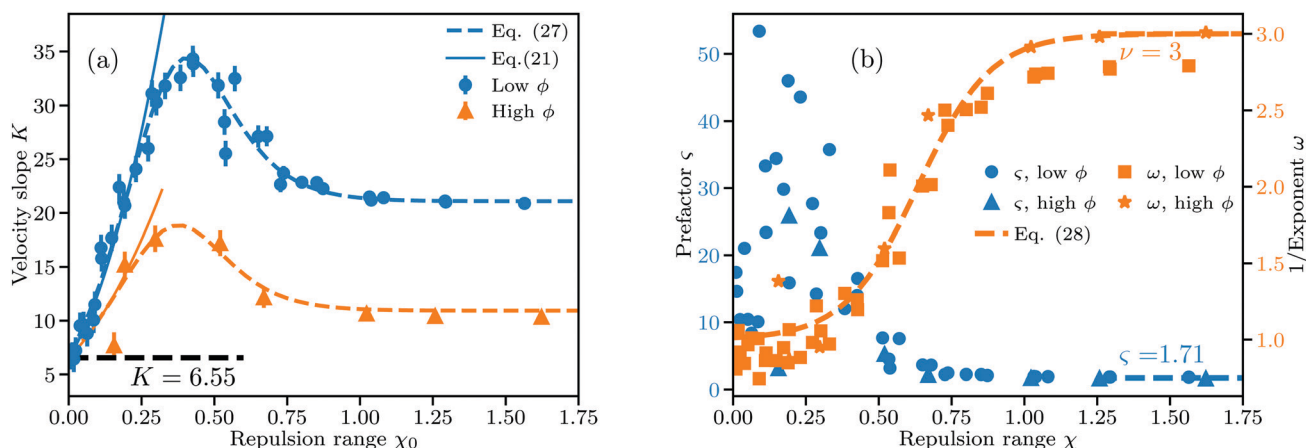 (a)
Eq. (27)
Eq.(21)
Low ϕ
High ϕ
K = 6.55
35
30
25
20
15
10
5
Velocity slope K
0.00 0.25 0.50 0.75 1.00 1.25 1.50 1.75
Repulsion range χ₀
(b)
ν = 3
ς, low ϕ
ω, low ϕ
ς, high ϕ
ω, high ϕ
Eq. (28)
ς =1.71
50
40
30
20
10
0
Prefactor ς
3.0
2.5
2.0
1.5
1.0
1/Exponent ω
0.00 0.25 0.50 0.75 1.00 1.25 1.50 1.75
Repulsion range χ